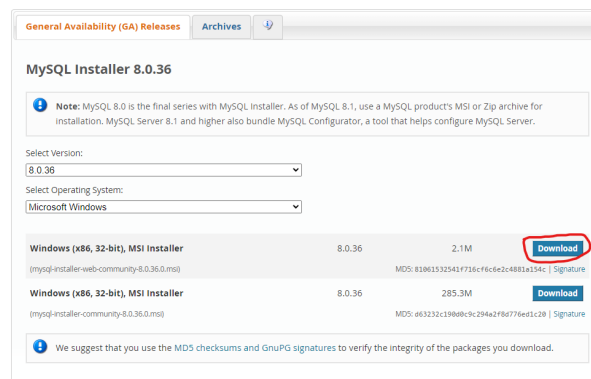 General Availability (GA) Releases
Archives
MySQL Installer 8.0.36
Note: MySQL 8.0 is the final series with MySQL Installer. As of MySQL 8.1, use a MySQL product's MSI or Zip archive for
installation. MySQL Server 8.1 and higher also bundle MySQL Configurator, a tool that helps configure MySQL Server.
Select Version:
8.0.36
Select Operating System:
Microsoft Windows
Windows (x86, 32-bit), MSI Installer 8.0.36 2.1M Download
(mysql-installer-web-community-8.0.36.0.msi) MD5: 81061532541f716cf6c6e2c4881a154c | Signature
Windows (x86, 32-bit), MSI Installer 8.0.36 285.3M Download
(mysql-installer-community-8.0.36.0.msi) MD5: d63232c190d0c9c294a2f8d776ed1c20 | Signature
We suggest that you use the MD5 checksums and GnuPG signatures to verify the integrity of the packages you download.